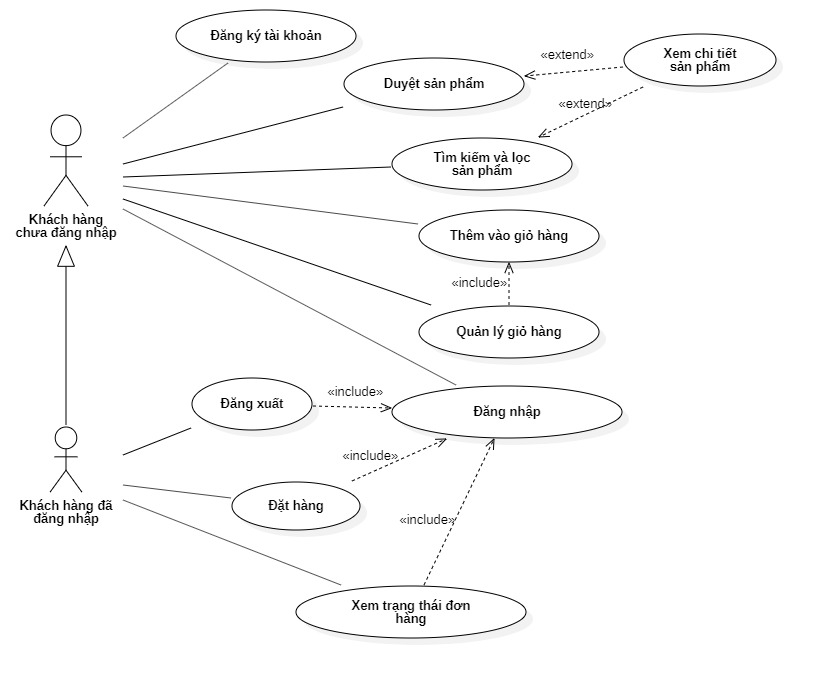 Đăng ký tài khoản
Duyệt sản phẩm
«extend»
Xem chi tiết
sản phẩm
«extend»
Tìm kiếm và lọc
sản phẩm
Khách hàng
chưa đăng nhập
Thêm vào giỏ hàng
«include»
Quản lý giỏ hàng
Đăng xuất
«include»
Đăng nhập
«include»
Khách hàng đã
đăng nhập
Đặt hàng
«include»
Xem trạng thái đơn
hàng